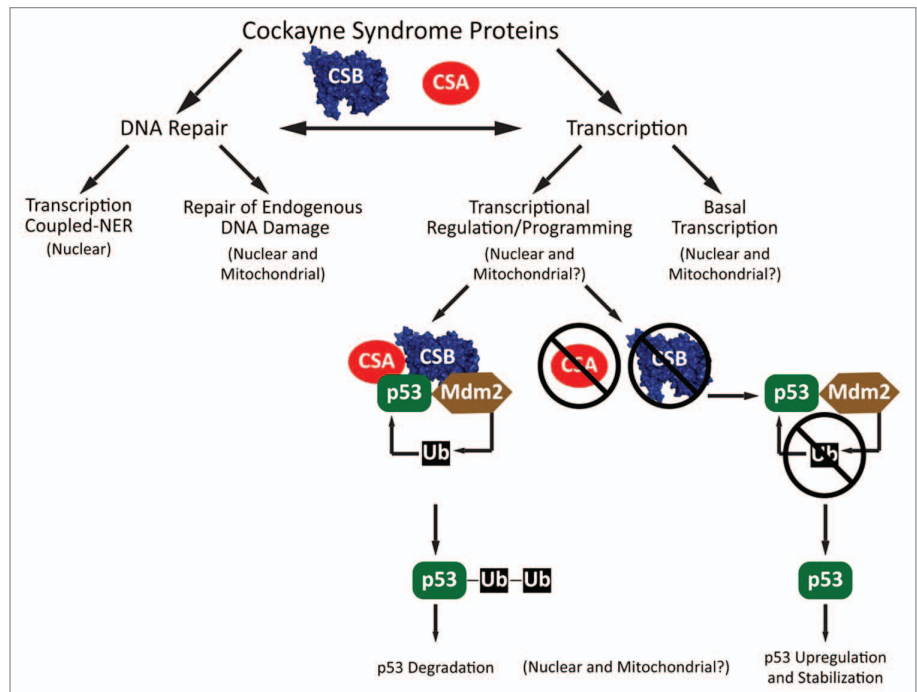 Cockayne Syndrome Proteins
CSB
CSA
DNA Repair
Transcription
Transcription
Coupled-NER
(Nuclear)
Repair of Endogenous
DNA Damage
(Nuclear and
Mitochondrial)
Transcriptional
Regulation/Programming
(Nuclear and
Mitochondrial?)
Basal
Transcription
(Nuclear and
Mitochondrial?)
CSA
CSB
p53
Mdm2
Ub
CSA
CSB
p53
Mdm2
Ub
p53
Ub
Ub
p53
p53 Degradation
(Nuclear and Mitochondrial?)
p53 Upregulation
and Stabilization